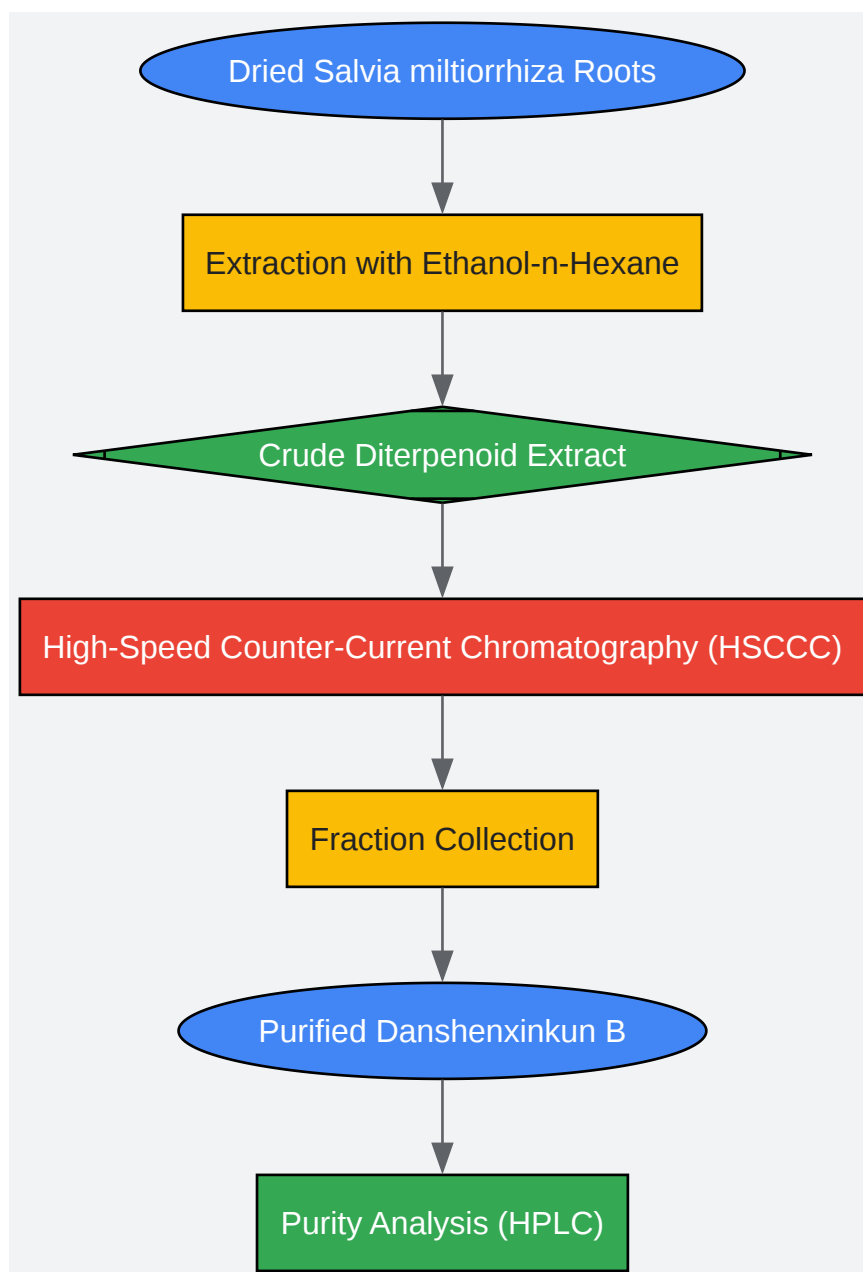 Dried Salvia miltiorrhiza Roots
Extraction with Ethanol-n-Hexane
Crude Diterpenoid Extract
High-Speed Counter-Current Chromatography (HSCCC)
Fraction Collection
Purified Danshenxinkun B
Purity Analysis (HPLC)